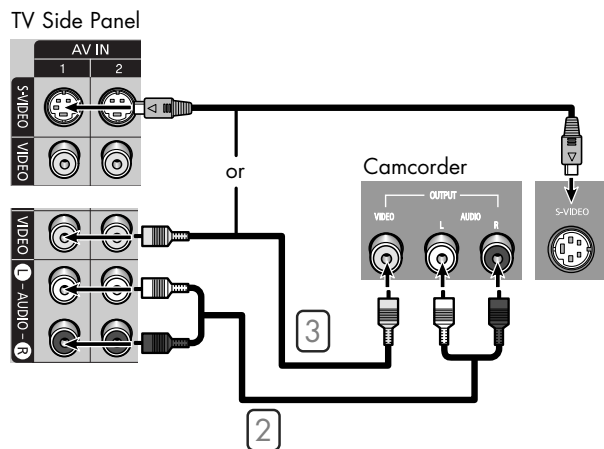 TV Side Panel
AV IN
1 2
S-VIDEO
VIDEO
or
Camcorder
OUTPUT
VIDEO
AUDIO
L R
S-VIDEO
VIDEO
L - AUDIO - R
3
2